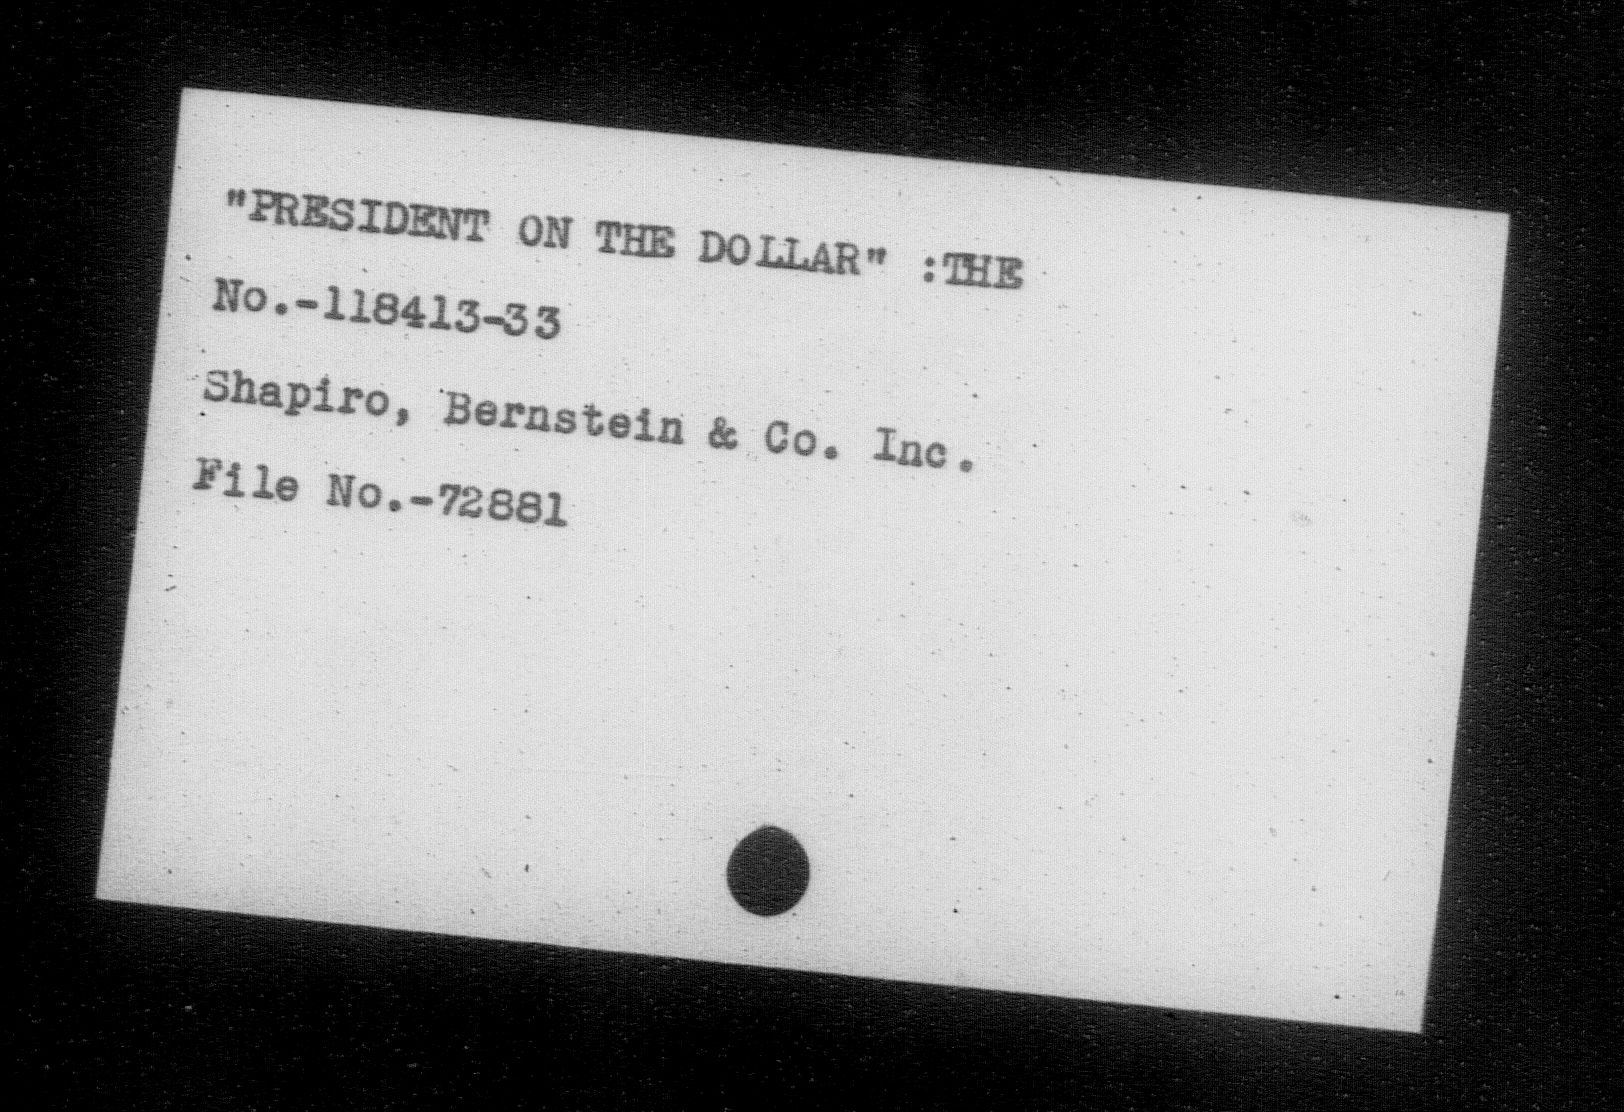 "PRESIDENT ON THE DOLLAR" :THE
No.-118413-33
Shapiro, Bernstein & Co. Inc.
File No.-72881